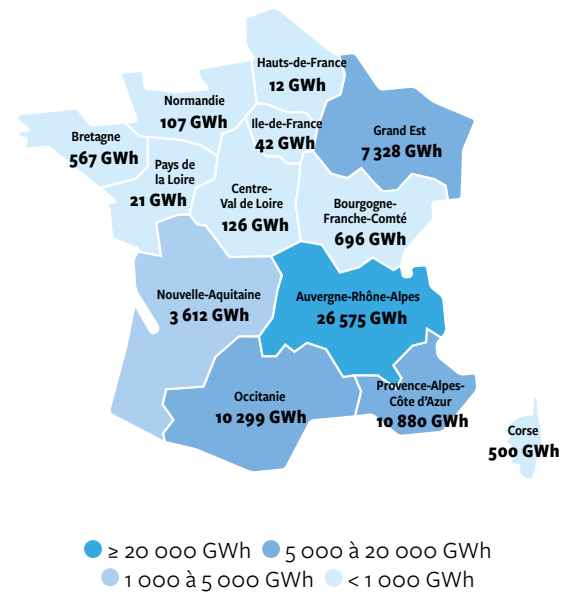 Hauts-de-France
12 GWh
Normandie
107 GWh
Ile-de-France
42 GWh
Grand Est
7 328 GWh
Bretagne
567 GWh
Pays de
la Loire
21 GWh
Centre-
Val de Loire
126 GWh
Bourgogne-
Franche-Comté
696 GWh
Nouvelle-Aquitaine
3 612 GWh
Auvergne-Rhône-Alpes
26 575 GWh
Occitanie
10 299 GWh
Provence-Alpes-
Côte d'Azur
10 880 GWh
Corse
500 GWh
≥ 20 000 GWh
5 000 à 20 000 GWh
1 000 à 5 000 GWh
< 1 000 GWh